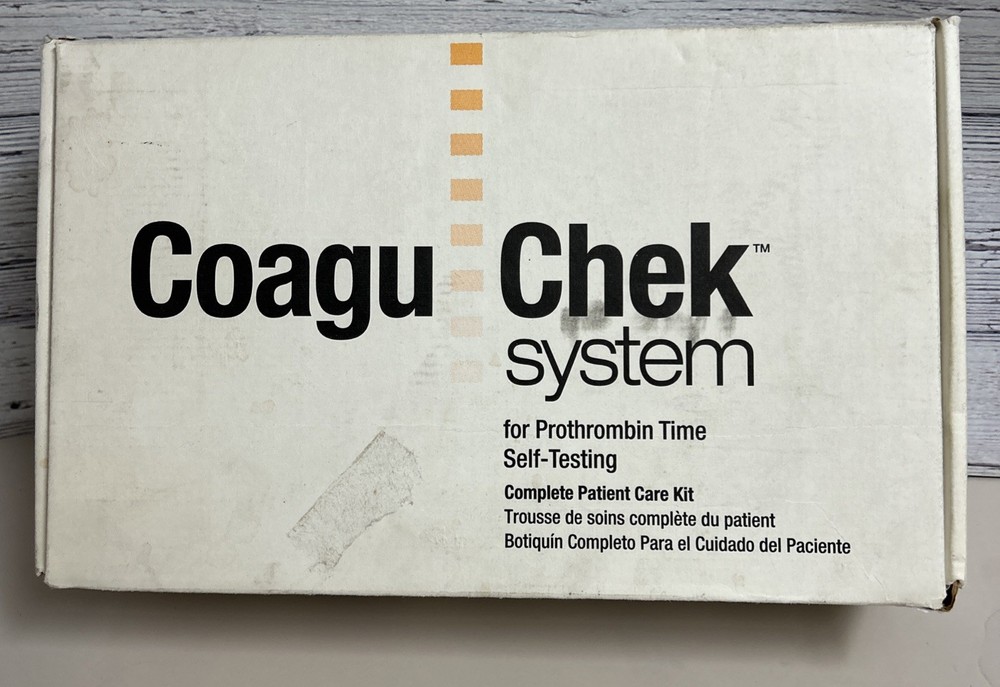 Coagu Chek™
system
for Prothrombin Time
Self-Testing
Complete Patient Care Kit
Trousse de soins complète du patient
Botiquín Completo Para el Cuidado del Paciente